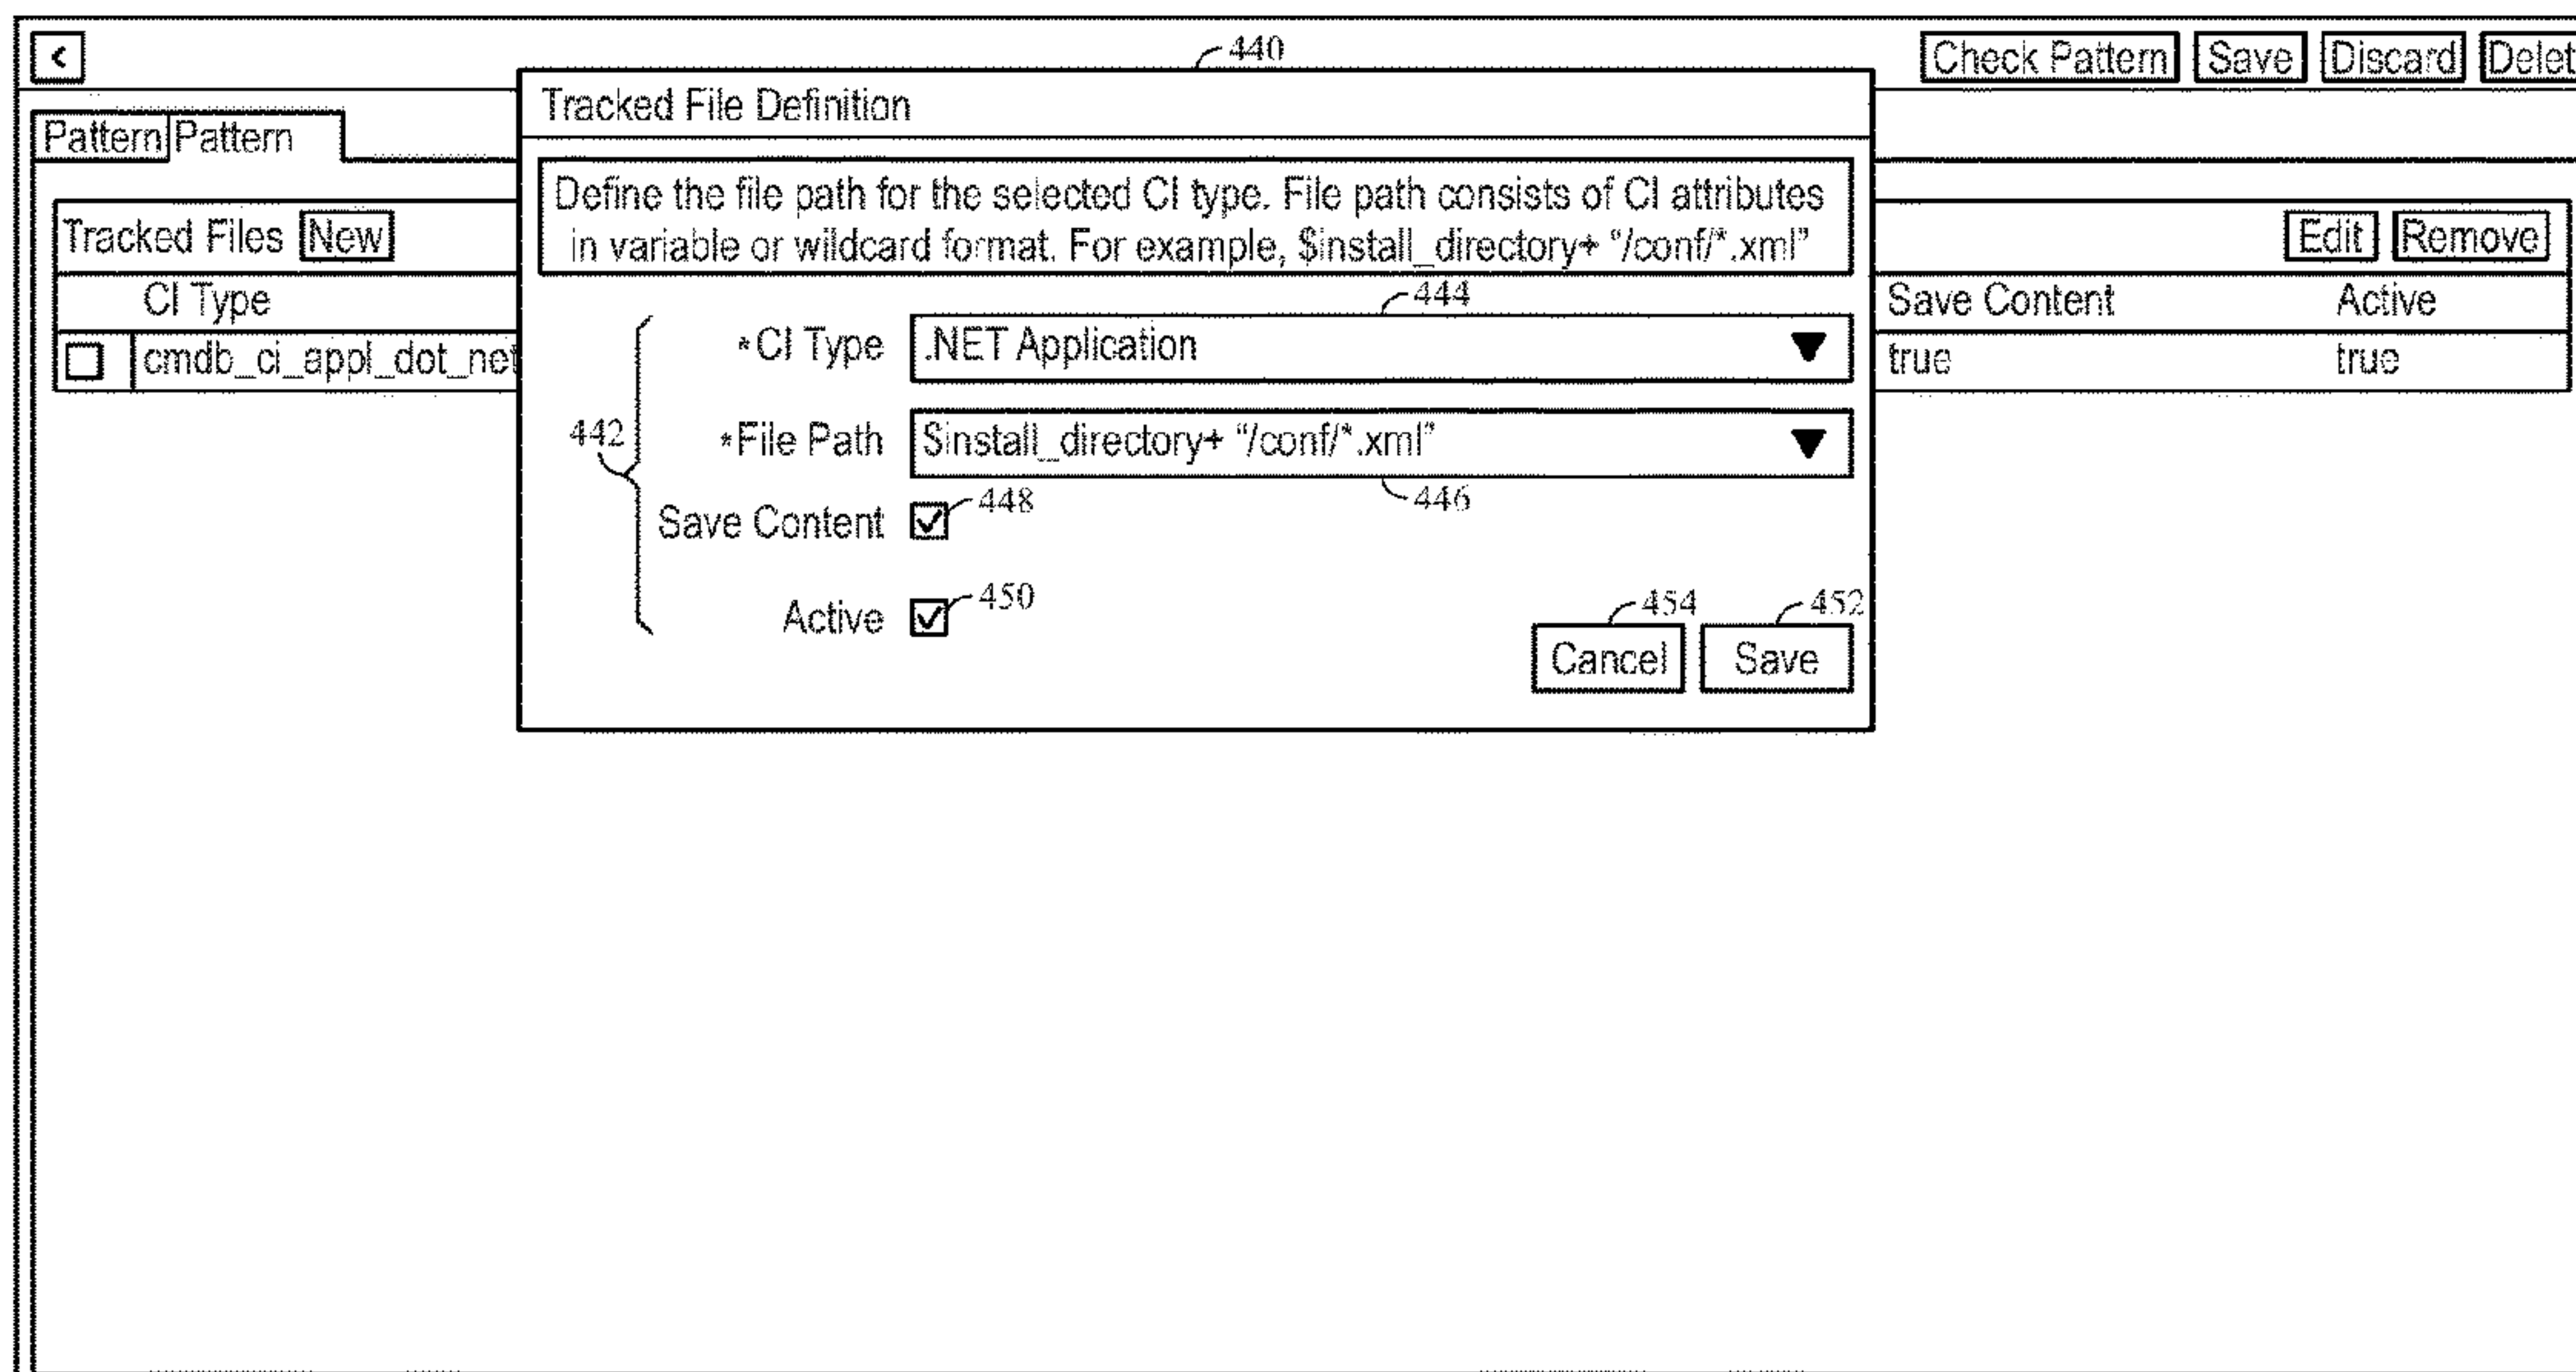 <
440
Check Pattern Save Discard Delet
Tracked File Definition
Pattern Pattern
Define the file path for the selected CI type. File path consists of CI attributes
in variable or wildcard format. For example, $install_directory+ “/conf/*.xml”
Tracked Files New
Edit Remove
CI Type
Save Content Active
cmdb_ci_appl_dot_net
true true
444
*CI Type .NET Application
442
*File Path $install_directory+ “/conf/*.xml”
446
Save Content 448
Active 450
454 452
Cancel Save